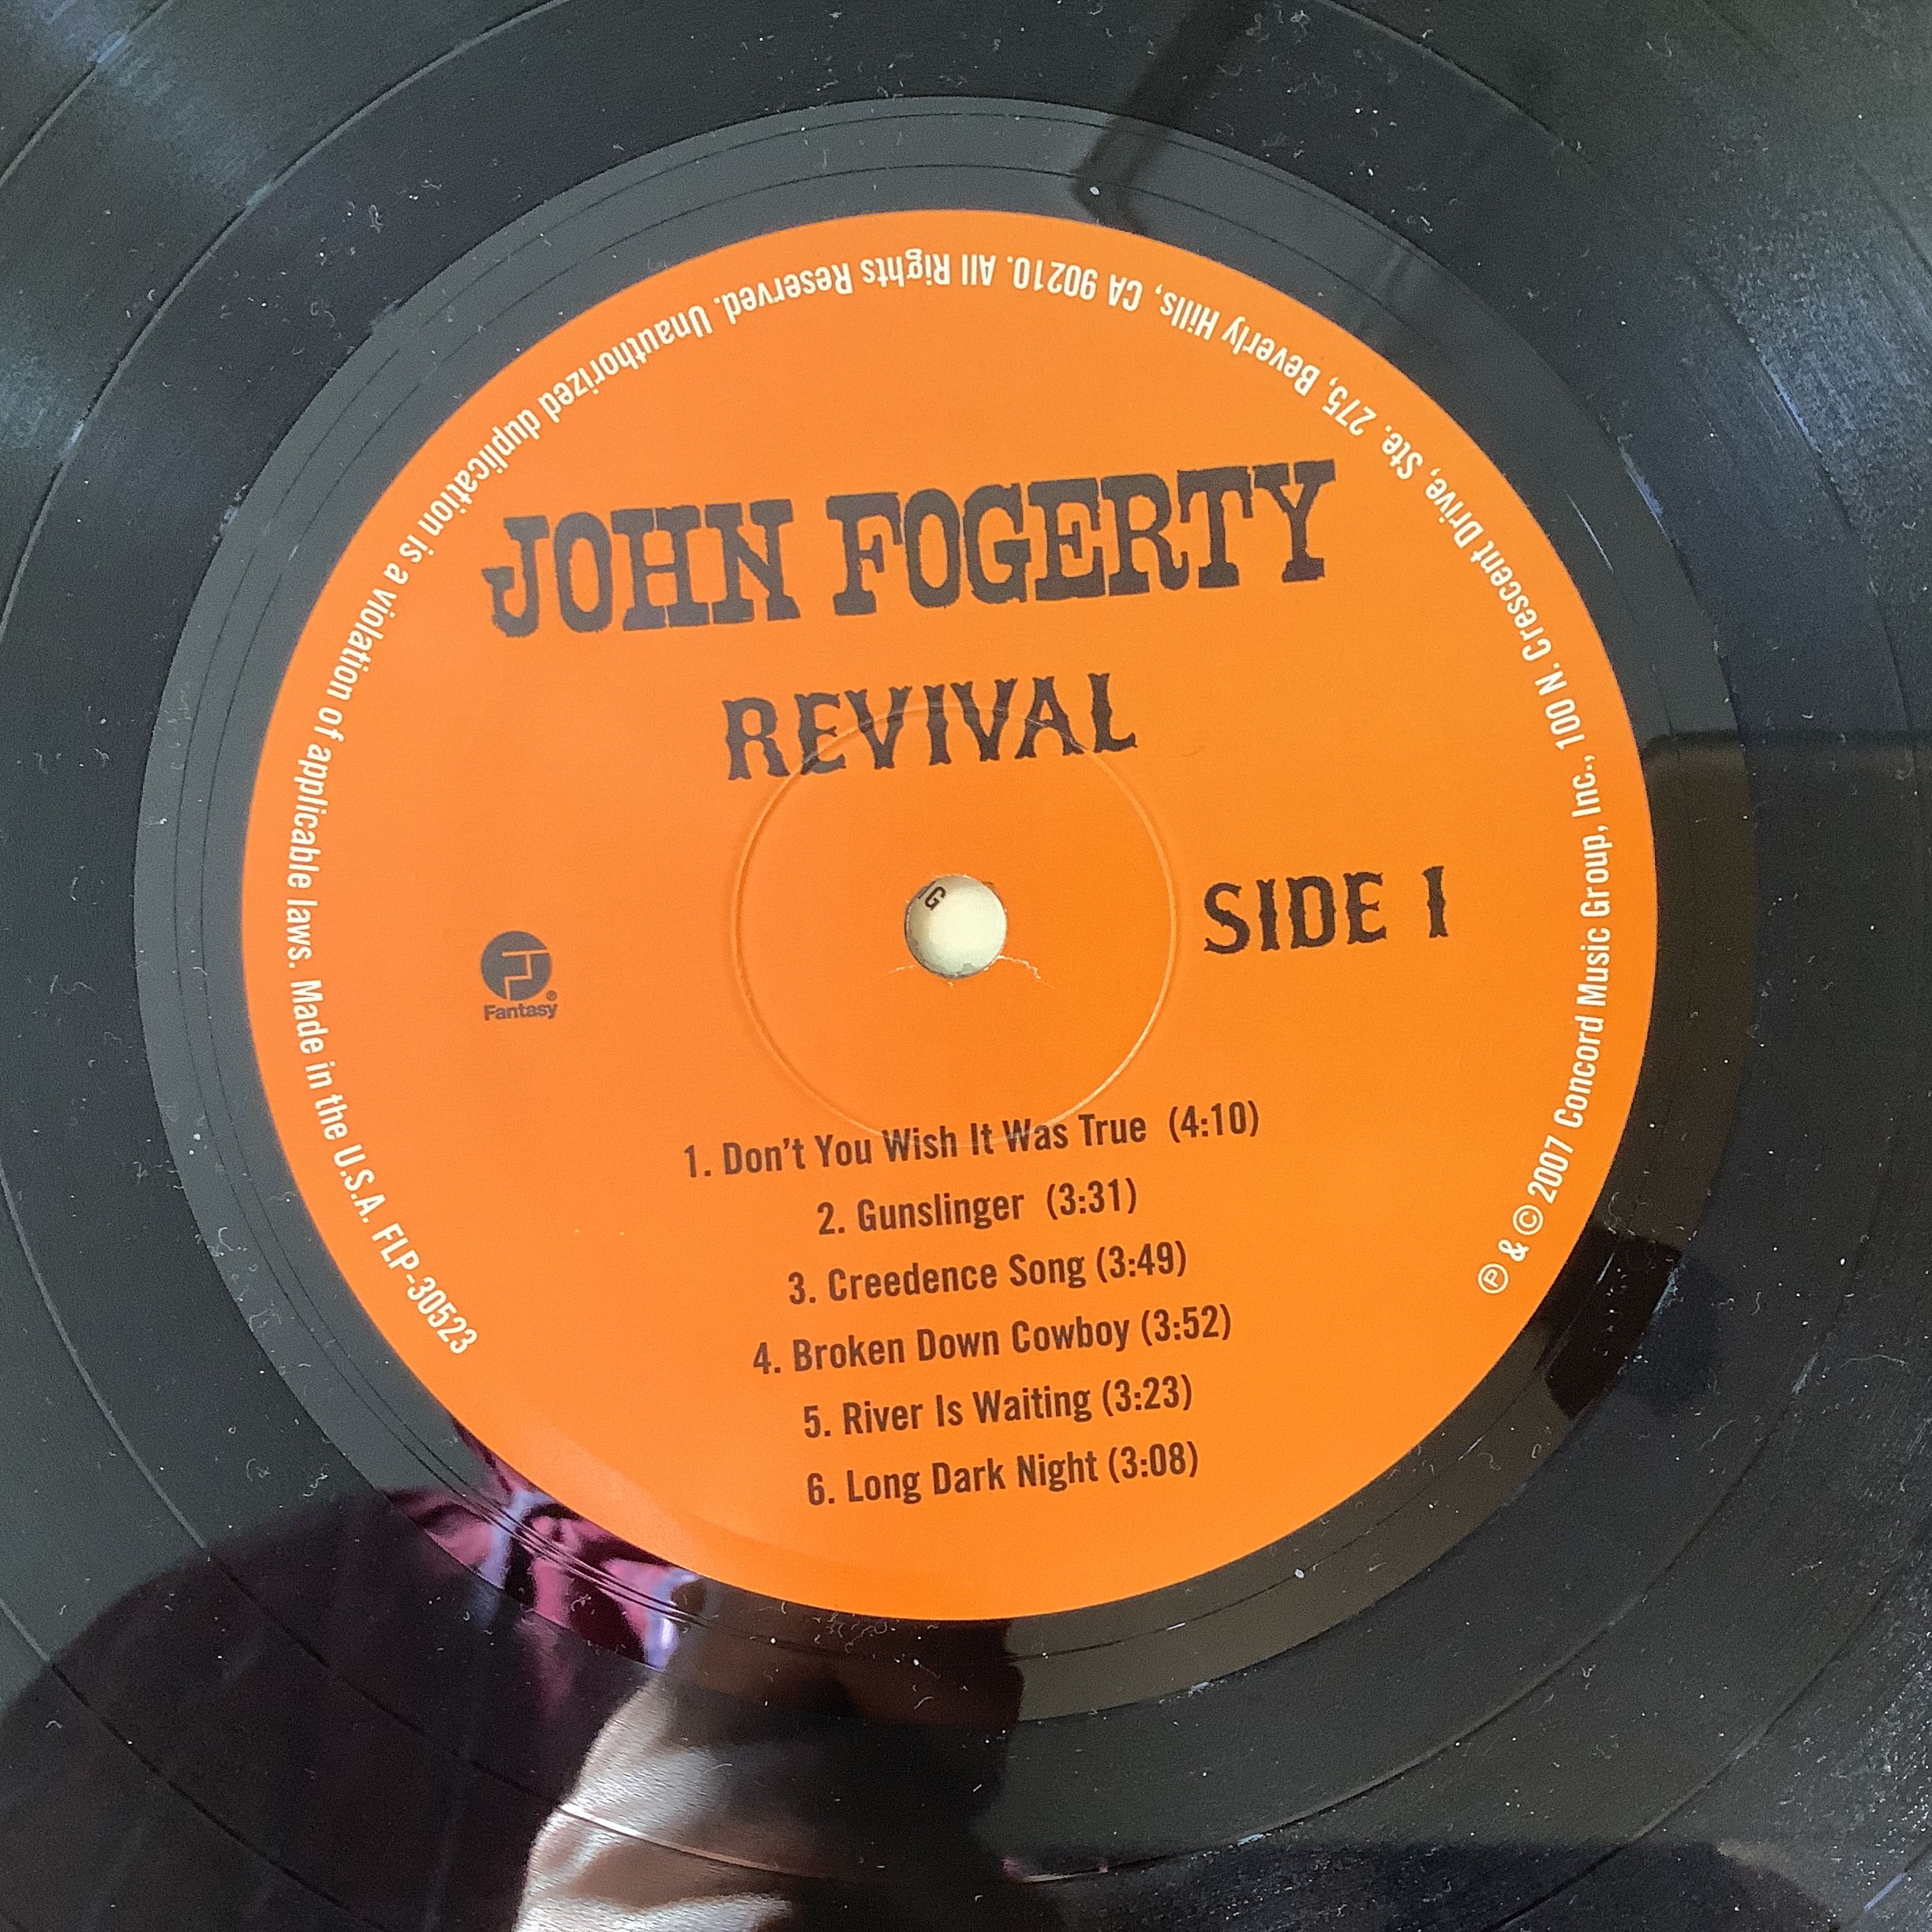 JOHN FOGERTY
REVIVAL
SIDE 1
Fantasy®
1. Don't You Wish It Was True (4:10)
2. Gunslinger (3:31)
3. Creedence Song (3:49)
4. Broken Down Cowboy (3:52)
5. River Is Waiting (3:23)
6. Long Dark Night (3:08)
℗ & © 2007 Concord Music Group, Inc., 100 N. Crescent Drive, Ste. 275, Beverly Hills, CA 90210. All Rights Reserved. Unauthorized duplication is a violation of applicable laws. Made in the U.S.A. FLP-30523